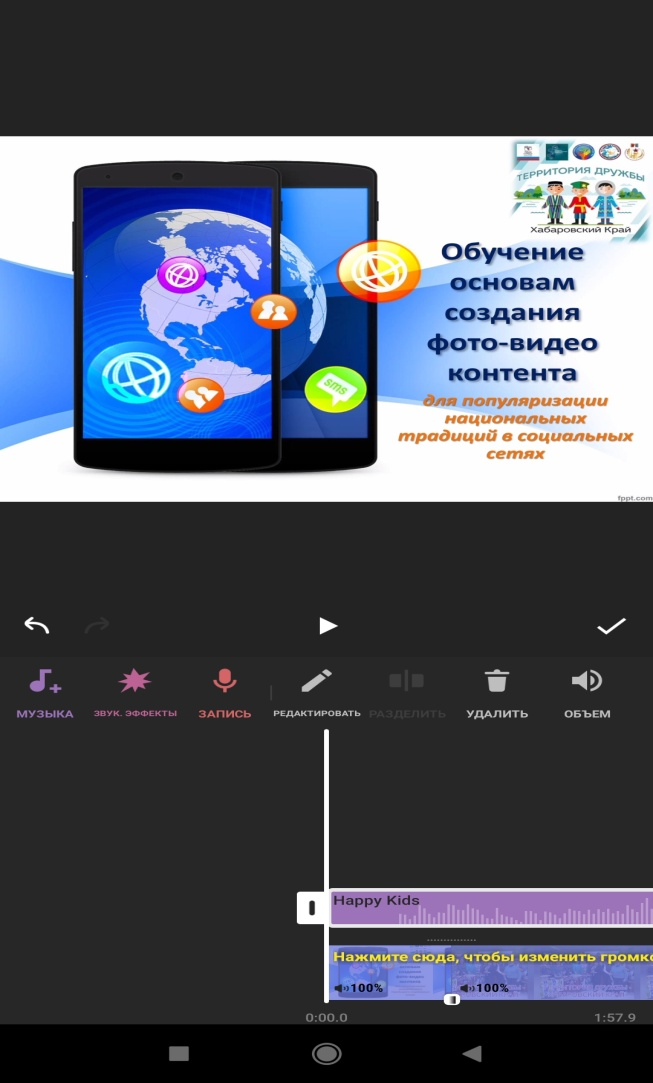 ТЕРРИТОРИЯ ДРУЖБЫ
Хабаровский Край
Обучение
основам
создания
фото-видео
контента
для популяризации
национальных
традиций в социальных
сетях
sms
fppt.com
МУЗЫКА
ЗВУК. ЭФФЕКТЫ
ЗАПИСЬ
РЕДАКТИРОВАТЬ
РАЗДЕЛИТЬ
УДАЛИТЬ
ОБЪЕМ
Happy Kids
Нажмите сюда, чтобы изменить громко
100%
100%
0:00.0
1:57.9